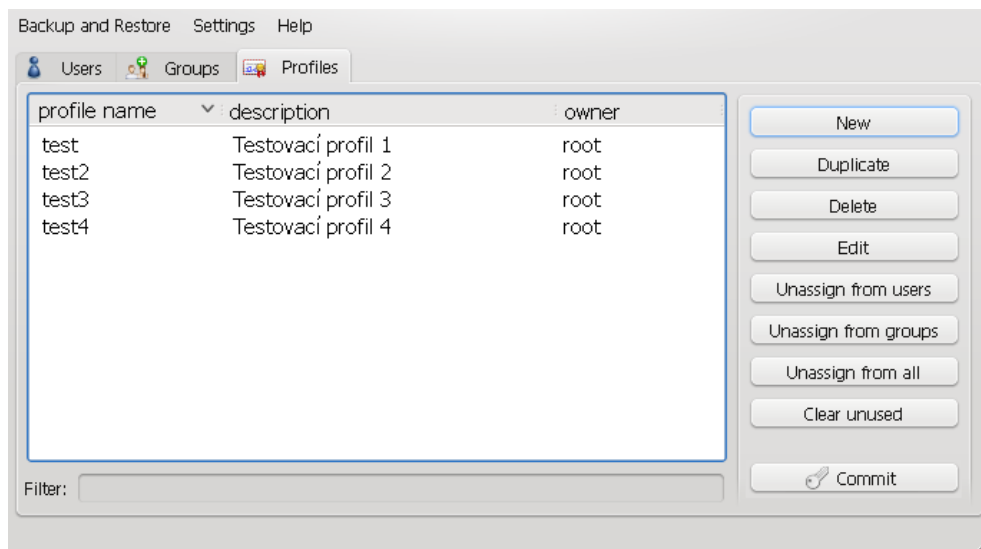 Backup and Restore Settings Help
Users Groups Profiles
profile name description owner
test Testovací profil 1 root
test2 Testovací profil 2 root
test3 Testovací profil 3 root
test4 Testovací profil 4 root
New
Duplicate
Delete
Edit
Unassign from users
Unassign from groups
Unassign from all
Clear unused
Commit
Filter: